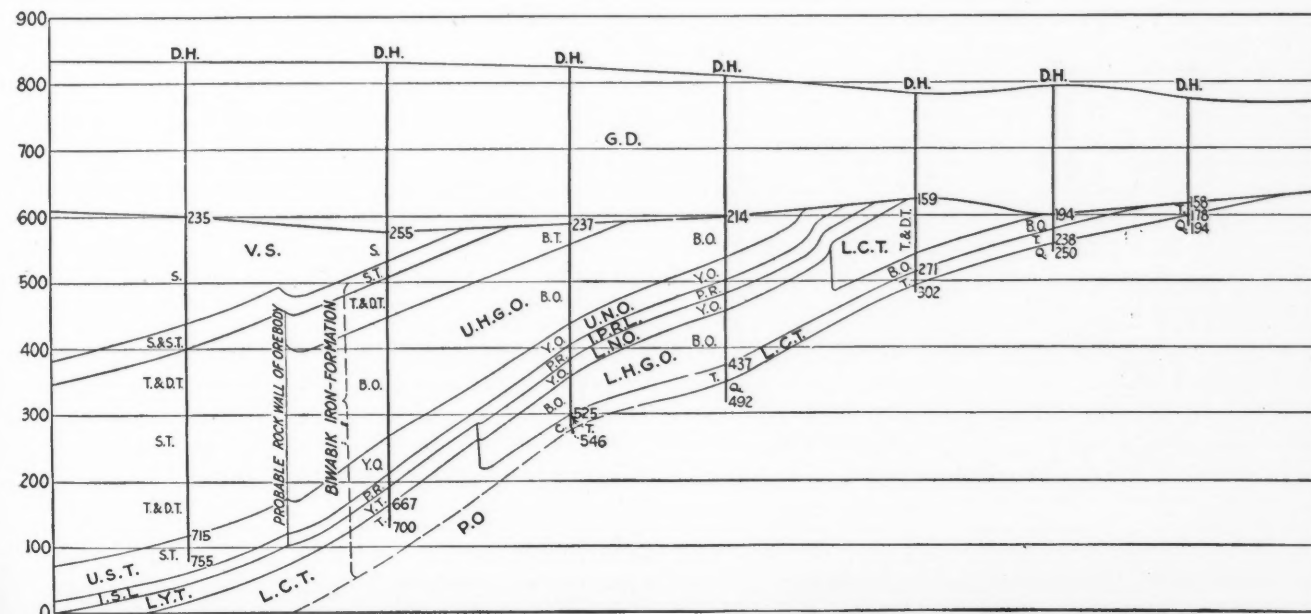 900
D.H. D.H. D.H. D.H. D.H. D.H. D.H.
800
G.D.
700
600
235 255 237 214 159 194 158
V.S. S. B.T. B.O. T.&D.T. B.O. T. 178
S. S.T. L.C.T. T. 238 Q. 194
500
Q. 250
T.&D.T. B.O. Y.O. B.O. 271
U.H.G.O. P.R. T. 302
U.N.O. Y.O.
I.P.R.L.
S.&S.T. Y.O. L.N.O. B.O. L.C.T.
400
P.R. L.H.G.O. 437
T.&D.T. B.O. Y.O. T. Q.
PROBABLE ROCK WALL OF OREBODY
BIWABIK IRON-FORMATION
B.O. 492
300
525
S.T. T. 546
Y.O.
200
P.R. 667
T.&D.T. Y.T. P.O
T. 700
715
100
S.T. 755
U.S.T.
I.S.L. L.C.T.
L.Y.T.
0